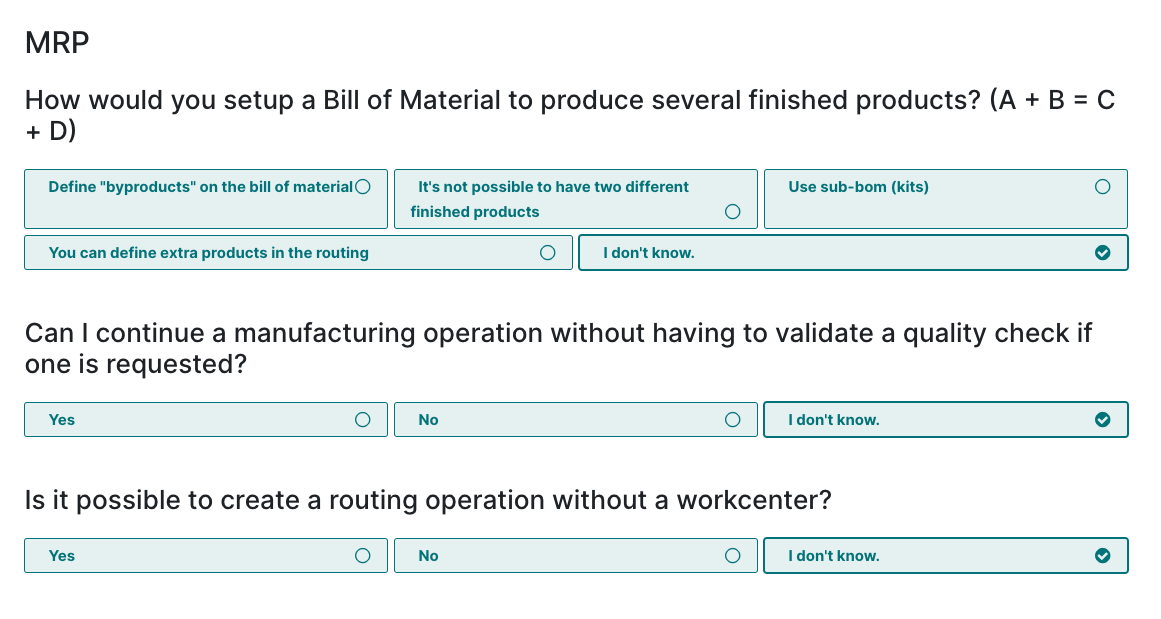 MRP
How would you setup a Bill of Material to produce several finished products? (A + B = C
+ D)
Define "byproducts" on the bill of material
It's not possible to have two different
finished products
Use sub-bom (kits)
You can define extra products in the routing
I don't know.
Can I continue a manufacturing operation without having to validate a quality check if
one is requested?
Yes
No
I don't know.
Is it possible to create a routing operation without a workcenter?
Yes
No
I don't know.